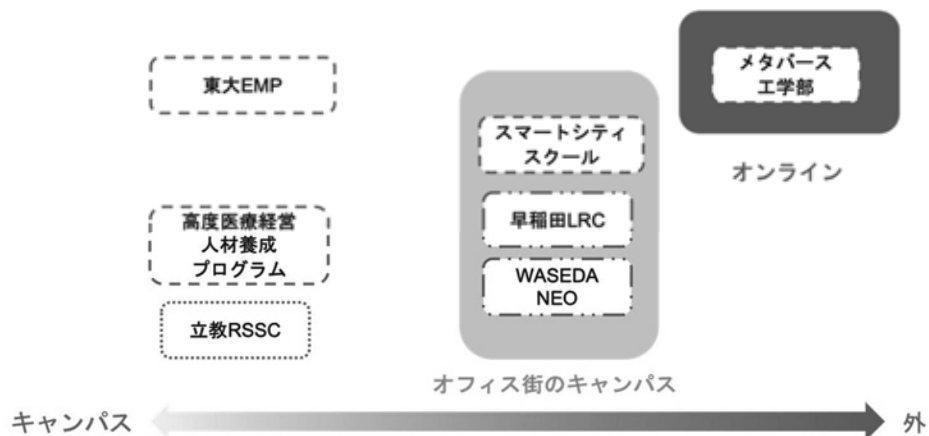 東大EMP
高度医療経営
人材養成
プログラム
立教RSSC
スマートシティ
スクール
早稲田LRC
WASEDA
NEO
オフィス街のキャンパス
メタバース
工学部
オンライン
キャンパス
外